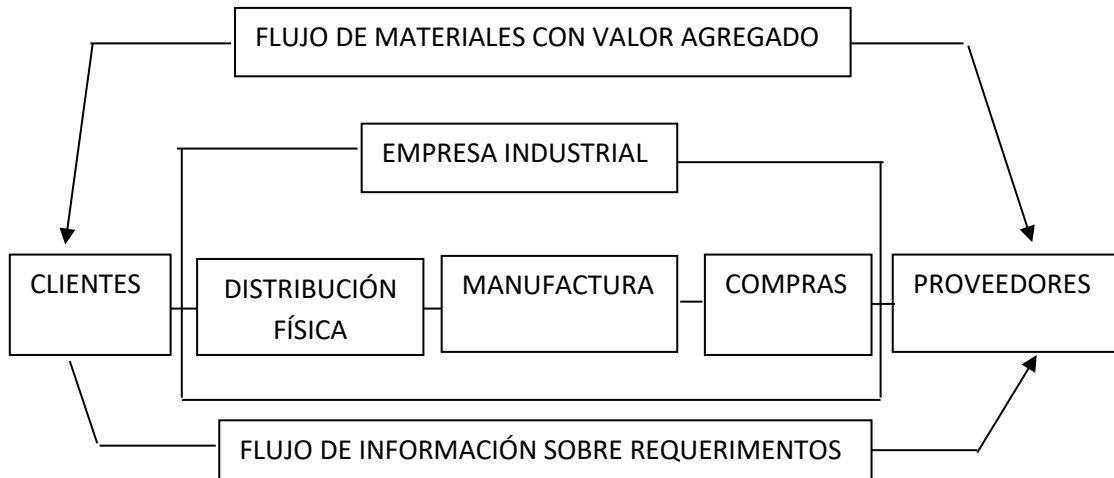 FLUJO DE MATERIALES CON VALOR AGREGADO
EMPRESA INDUSTRIAL
CLIENTES
DISTRIBUCIÓN
FÍSICA
MANUFACTURA
COMPRAS
PROVEEDORES
FLUJO DE INFORMACIÓN SOBRE REQUERIMENTOS